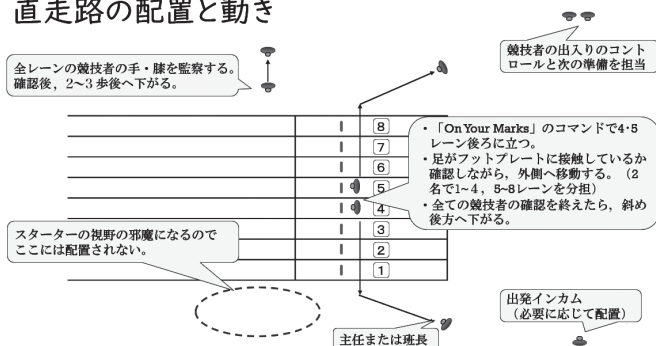 直走路の配置と動き
競技者の出入りのコント
ロールと次の準備を担当
全レーンの競技者の手・膝を監察する。
確認後，2~3 歩後へ下がる。
・「On Your Marks」のコマンドで4・5
レーン後ろに立つ。
・足がフットプレートに接触しているか
確認しながら，外側へ移動する。（2
名で1~4，5~8レーンを分担）
・全ての競技者の確認を終えたら，斜め
後方へ下がる。
8
7
6
5
4
3
2
1
スターターの視野の邪魔になるので
ここには配置されない。
出発インカム
（必要に応じて配置）
主任または班長